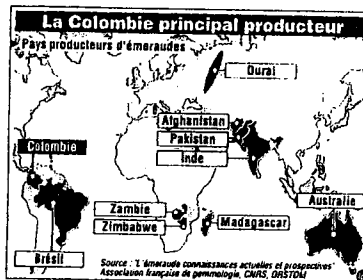 La Colombie principal producteur
Pays producteurs d'émeraudes
Oural
Afghanistan
Pakistan
Inde
Colombie
Australie
Zambie
Zimbabwe
Madagascar
Brésil
Source : "L'émeraude connaissances actuelles et prospectives"
Association française de gemmologie, CNRS, ORSTOM